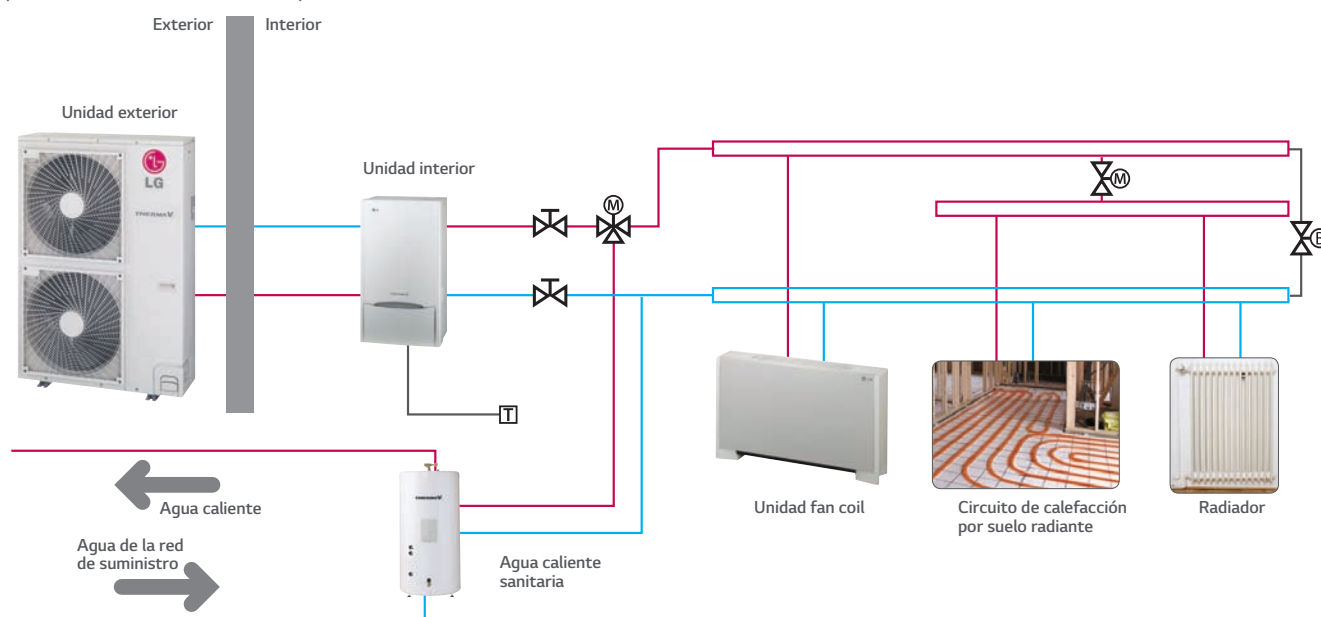 Exterior
Interior
Unidad exterior
LG
THERMA V
Unidad interior
M
M
T
Agua caliente
Agua de la red
de suministro
THERMA V
Agua caliente
sanitaria
Unidad fan coil
Circuito de calefacción
por suelo radiante
Radiador